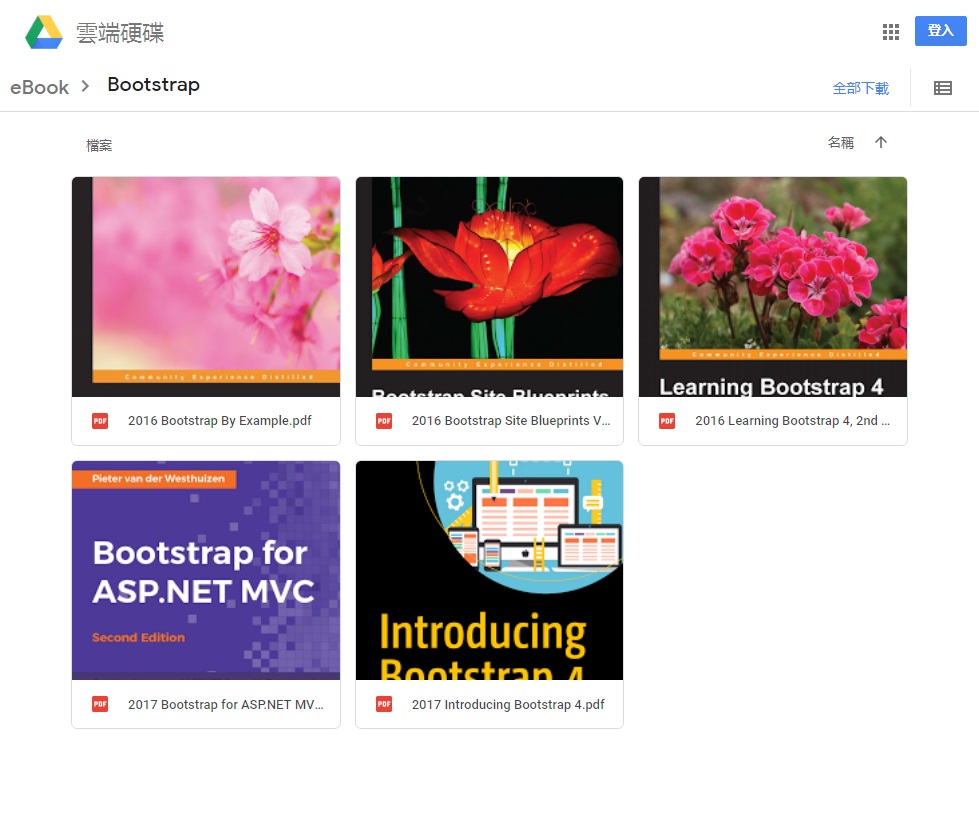 雲端硬碟
登入
eBook
Bootstrap
全部下載
檔案
名稱
Community Experience Distilled
PDF
2016 Bootstrap By Example.pdf
Community Experience Distilled
Bootstrap Site Blueprints
PDF
2016 Bootstrap Site Blueprints V...
Community Experience Distilled
Learning Bootstrap 4
PDF
2016 Learning Bootstrap 4, 2nd ...
Pieter van der Westhuizen
Bootstrap for
ASP.NET MVC
Second Edition
PDF
2017 Bootstrap for ASP.NET MV...
Introducing
Bootstrap 4
PDF
2017 Introducing Bootstrap 4.pdf